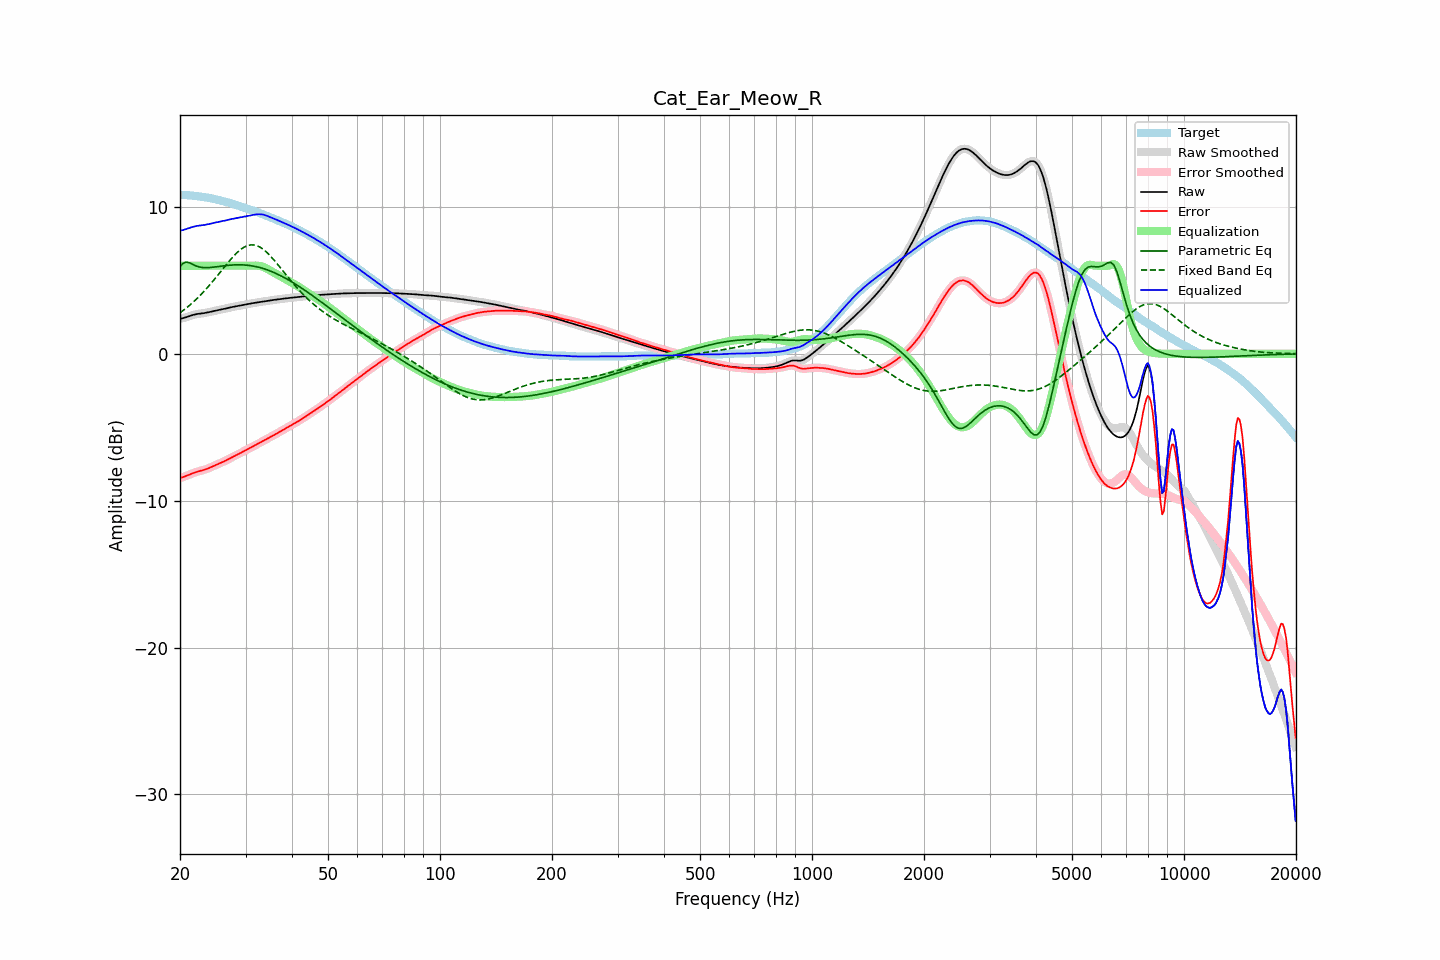 Cat_Ear_Meow_R
Target
Raw Smoothed
Error Smoothed
Raw
Error
Equalization
Parametric Eq
Fixed Band Eq
Equalized
10
0
−10
−20
−30
Amplitude (dBr)
20
50
100
200
500
1000
2000
5000
10000
20000
Frequency (Hz)